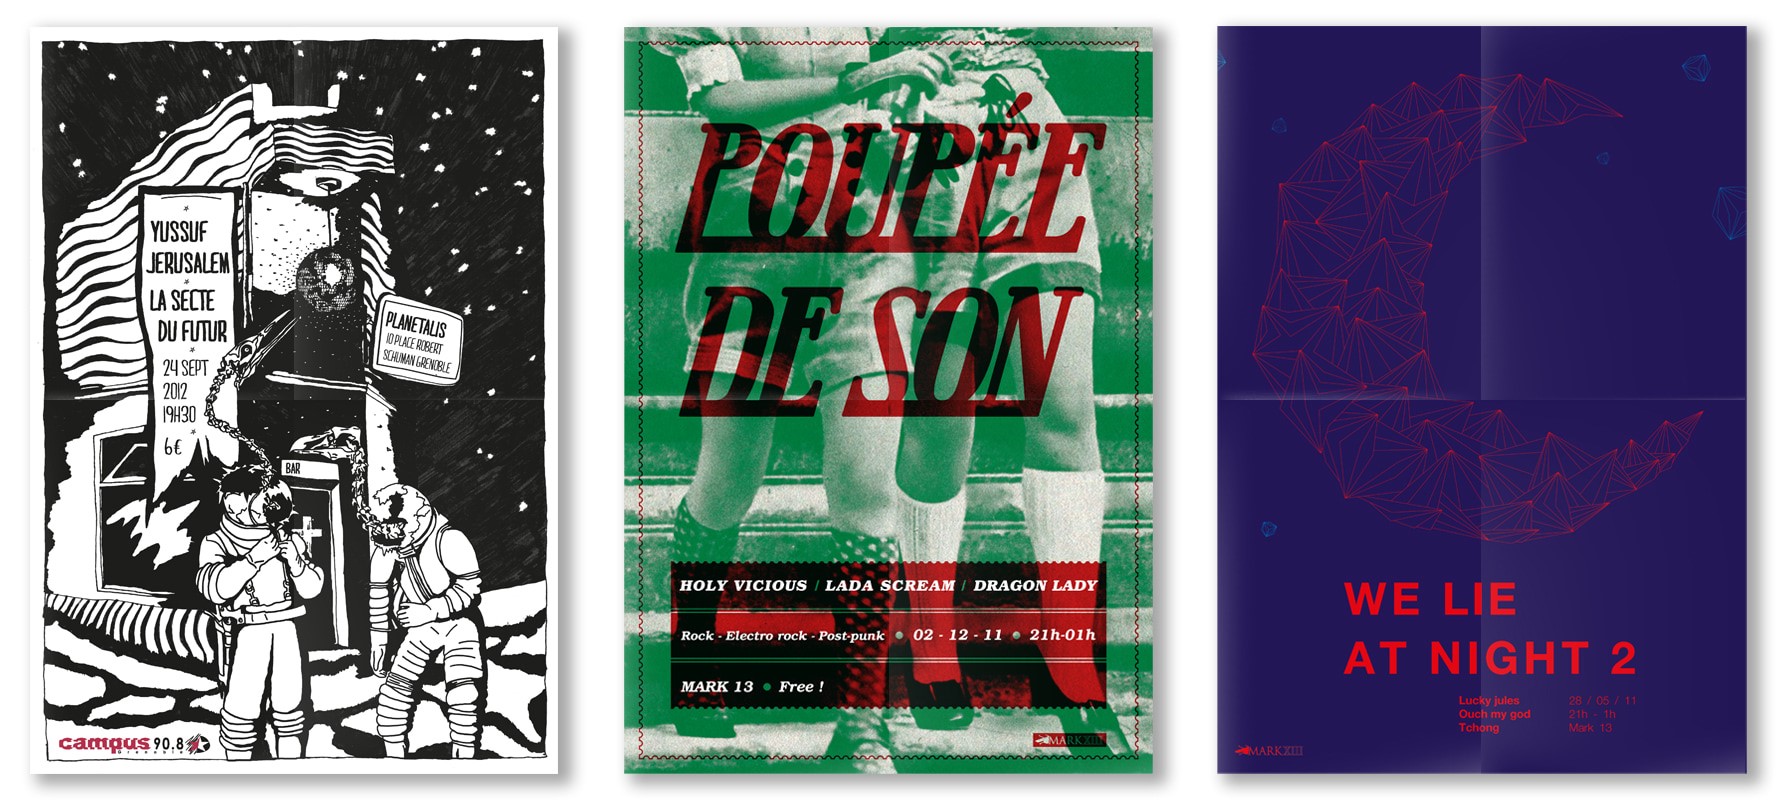 YUSSUF
JERUSALEM
LA SECTE
DU FUTUR
24 SEPT
2012
19H30
6€
PLANETALIS
10 PLACE ROBERT
SCHUMAN GRENOBLE
BAR
campus 90.8
Grenoble
POUPÉE
DE SON
HOLY VICIOUS / LADA SCREAM / DRAGON LADY
Rock - Electro rock - Post-punk • 02 - 12 - 11 • 21h-01h
MARK 13 • Free !
MARK XIII
WE LIE
AT NIGHT 2
Lucky jules 28 / 05 / 11
Ouch my god 21h - 1h
Tchong Mark 13
MARK XIII